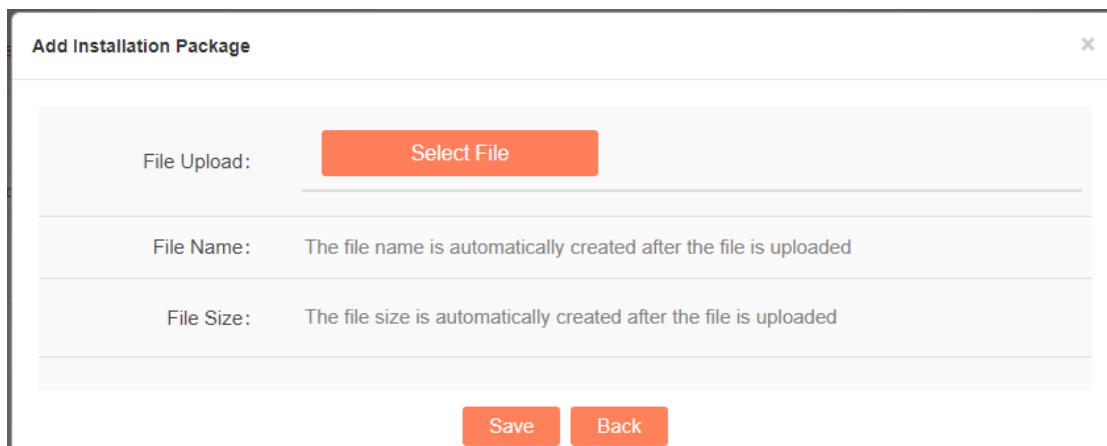 Add Installation Package
×
File Upload:
Select File
File Name:
The file name is automatically created after the file is uploaded
File Size:
The file size is automatically created after the file is uploaded
Save
Back